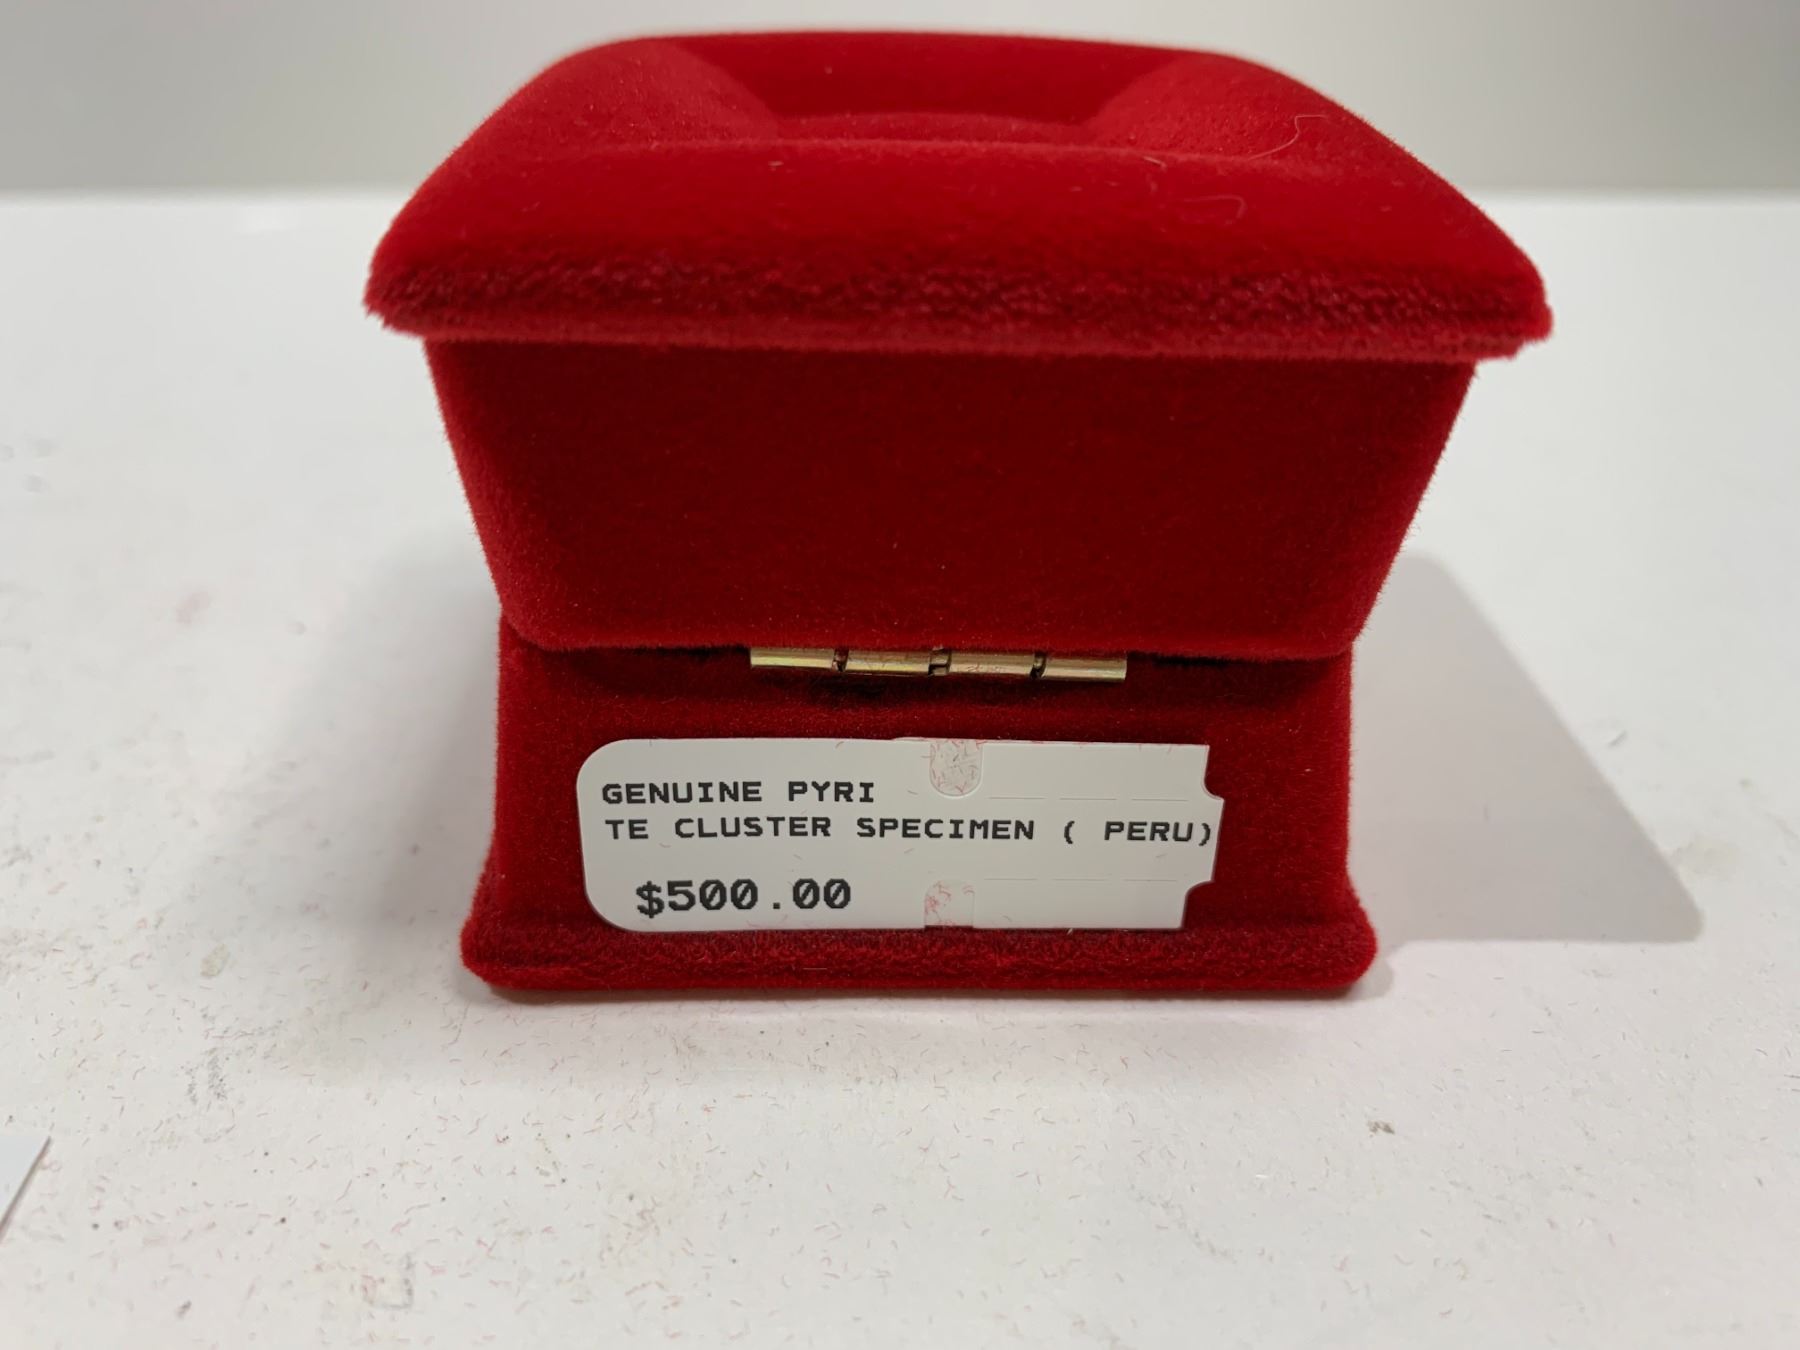 GENUINE PYRI
TE CLUSTER SPECIMEN ( PERU)
$500.00